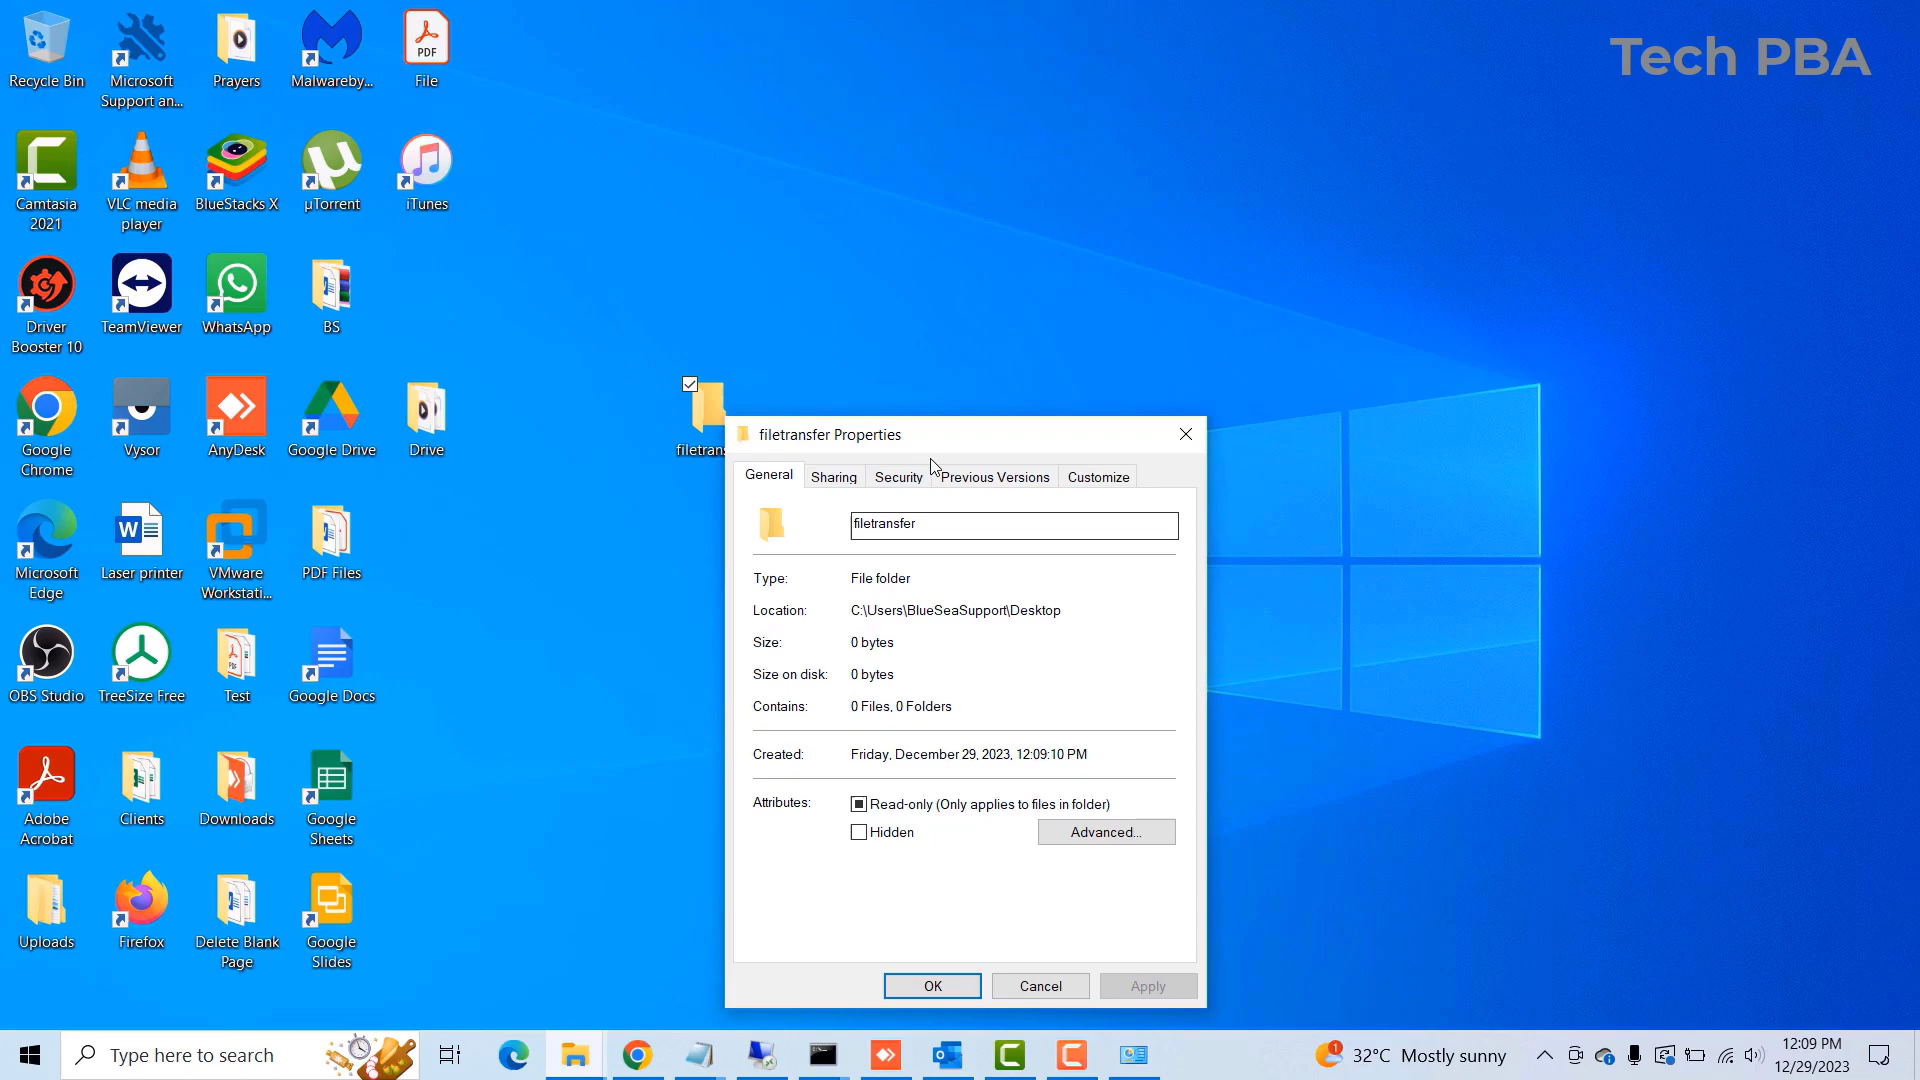 Tech PBA
Recycle Bin
Microsoft
Support an...
Prayers
Malwareby...
PDF
File
Camtasia
2021
VLC media
player
BlueStacks X
µTorrent
iTunes
Driver
Booster 10
TeamViewer
WhatsApp
BS
Google
Chrome
Vysor
AnyDesk
Google Drive
Drive
filetrans
Microsoft
Edge
Laser printer
VMware
Workstati...
PDF Files
OBS Studio
TreeSize Free
Test
Google Docs
Adobe
Acrobat
Clients
Downloads
Google
Sheets
Uploads
Firefox
Delete Blank
Page
Google
Slides
filetransfer Properties
General Sharing Security Previous Versions Customize
filetransfer
Type: File folder
Location: C:\Users\BlueSeaSupport\Desktop
Size: 0 bytes
Size on disk: 0 bytes
Contains: 0 Files, 0 Folders
Created: Friday, December 29, 2023, 12:09:10 PM
Attributes: Read-only (Only applies to files in folder)
Hidden Advanced...
OK Cancel Apply
Type here to search
1
32°C Mostly sunny
12:09 PM
12/29/2023